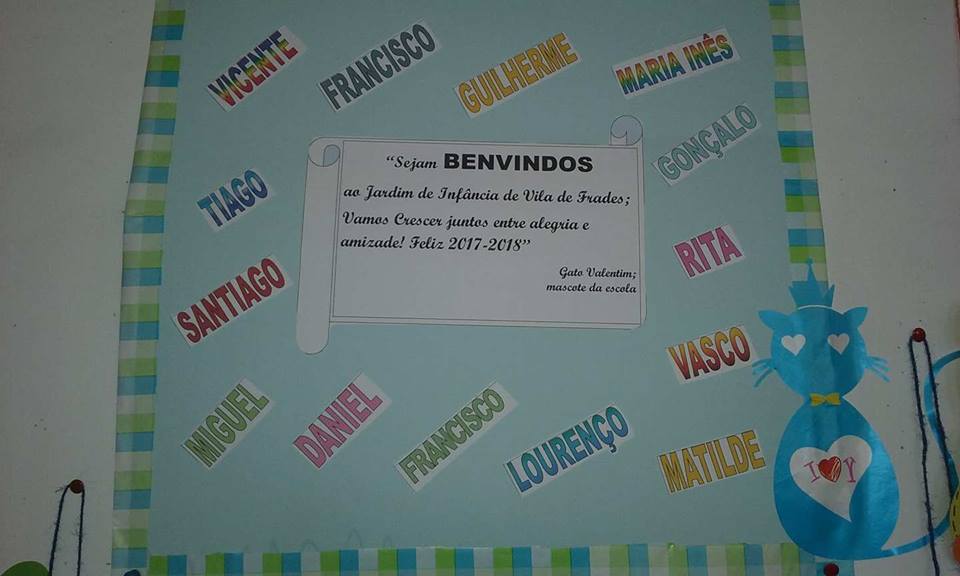 VICENTE
FRANCISCO
GUILHERME
MARIA INÊS
GONÇALO
TIAGO
"Sejam BENVINDOS
ao Jardim de Infância de Vila de Frades;
Vamos Crescer juntos entre alegria e
amizade! Feliz 2017-2018"
Gato Valentim;
mascote da escola
RITA
SANTIAGO
VASCO
MIGUEL
DANIEL
FRANCISCO
LOURENÇO
MATILDE
I Y